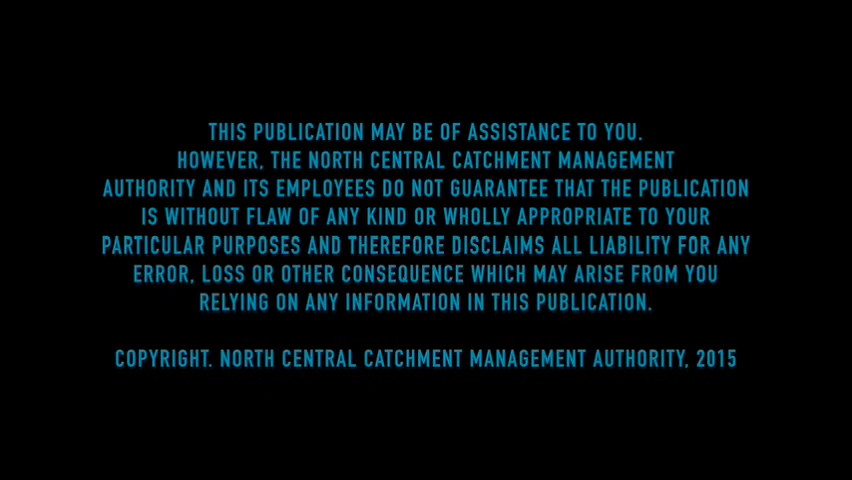 THIS PUBLICATION MAY BE OF ASSISTANCE TO YOU.
HOWEVER, THE NORTH CENTRAL CATCHMENT MANAGEMENT
AUTHORITY AND ITS EMPLOYEES DO NOT GUARANTEE THAT THE PUBLICATION
IS WITHOUT FLAW OF ANY KIND OR WHOLLY APPROPRIATE TO YOUR
PARTICULAR PURPOSES AND THEREFORE DISCLAIMS ALL LIABILITY FOR ANY
ERROR, LOSS OR OTHER CONSEQUENCE WHICH MAY ARISE FROM YOU
RELYING ON ANY INFORMATION IN THIS PUBLICATION.
COPYRIGHT. NORTH CENTRAL CATCHMENT MANAGEMENT AUTHORITY, 2015